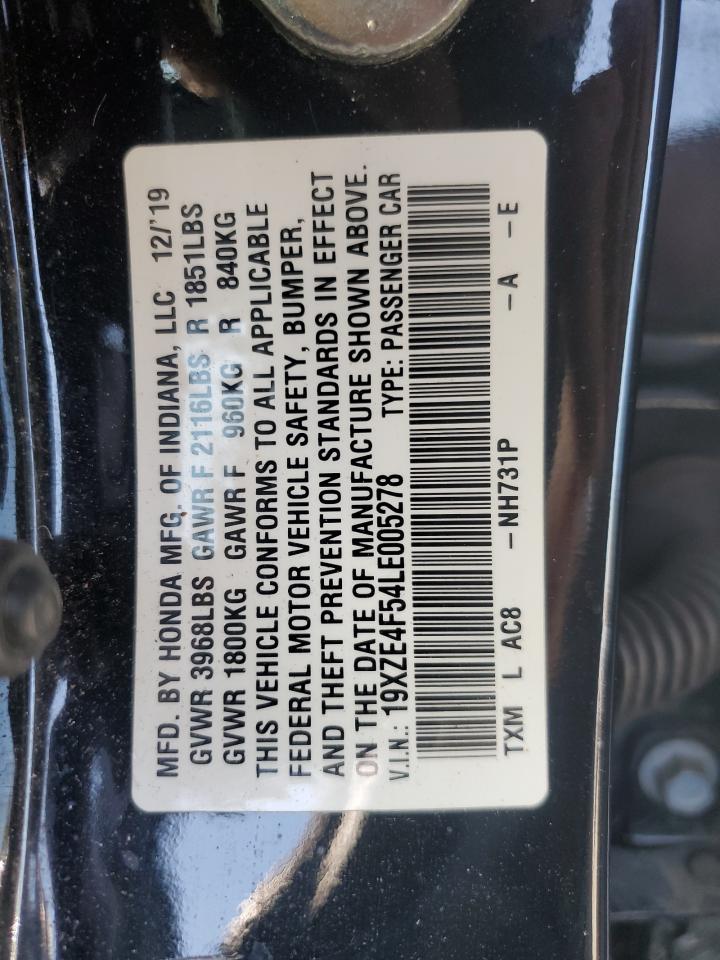 MFD. BY HONDA MFG. OF INDIANA, LLC 12/'19
GVWR 3968LBS GAWR F 2116LBS R 1851LBS
GVWR 1800KG GAWR F 960KG R 840KG
THIS VEHICLE CONFORMS TO ALL APPLICABLE
FEDERAL MOTOR VEHICLE SAFETY, BUMPER,
AND THEFT PREVENTION STANDARDS IN EFFECT
ON THE DATE OF MANUFACTURE SHOWN ABOVE.
V.I.N.: 19XZE4F54LE005278 TYPE: PASSENGER CAR
TXM L AC8 -NH731P -A -E